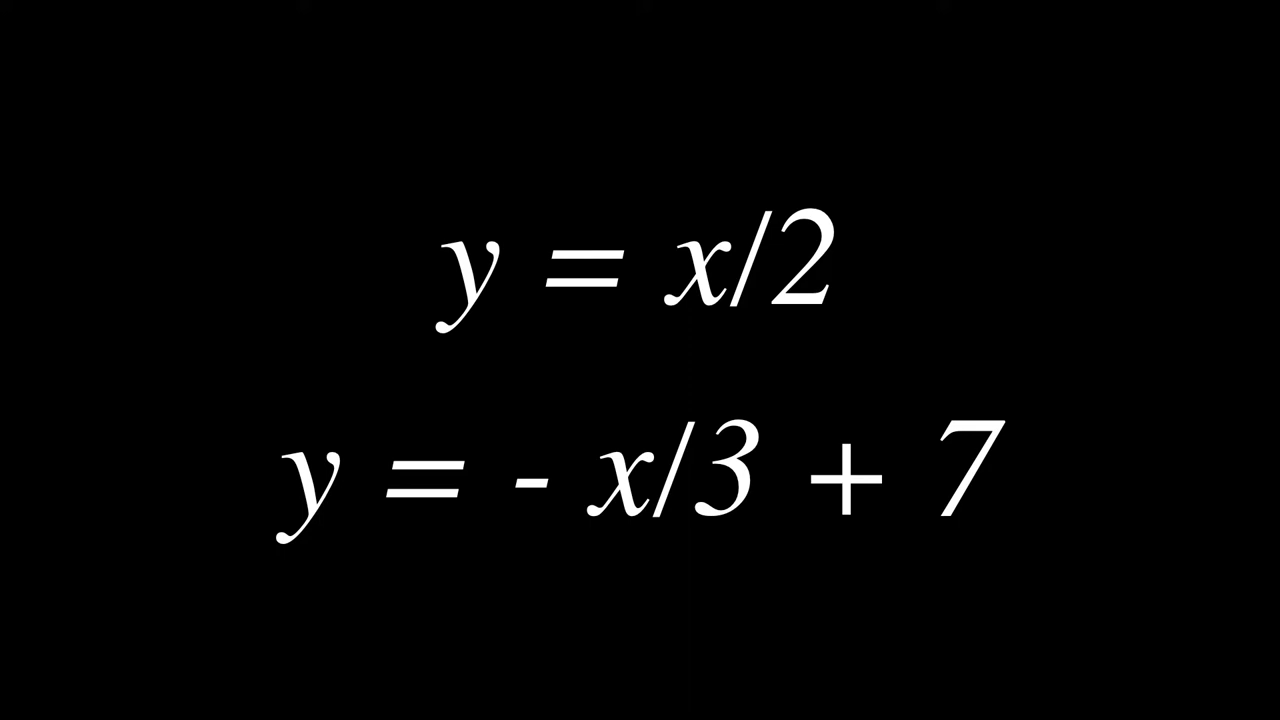 y = x/2
y = - x/3 + 7